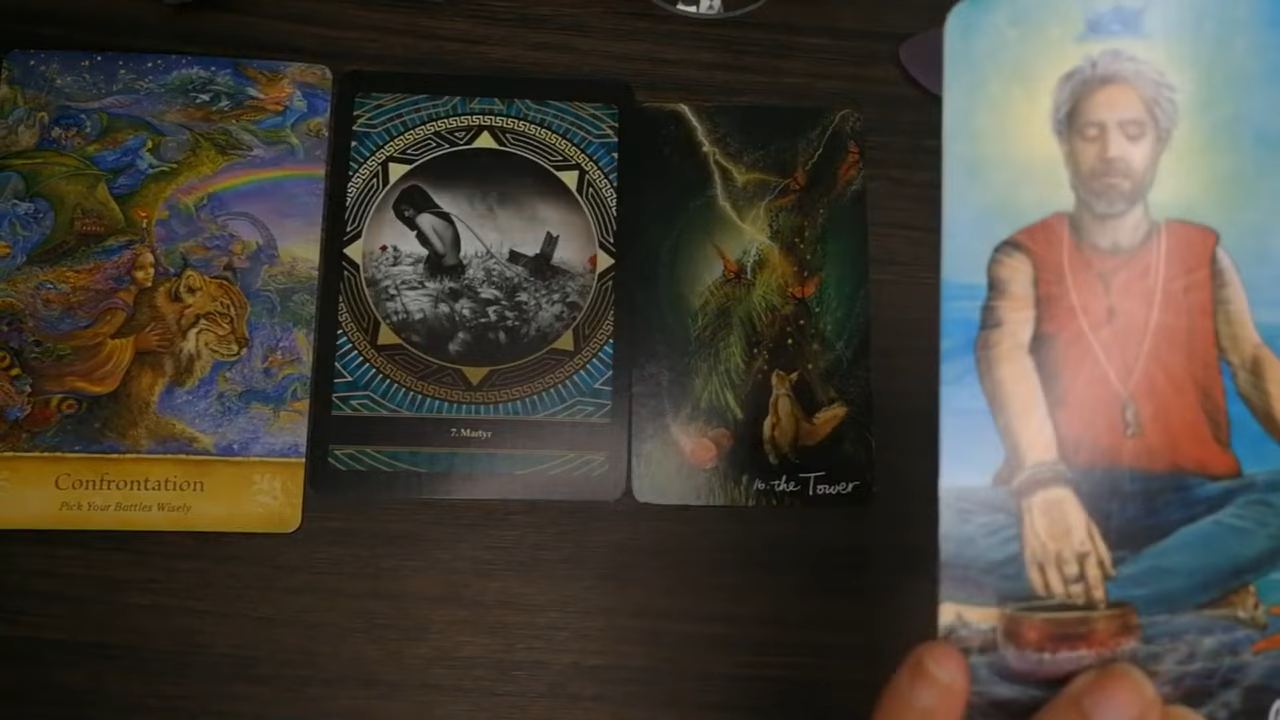 Confrontation
Pick Your Battles Wisely
7. Martyr
16. the Tower